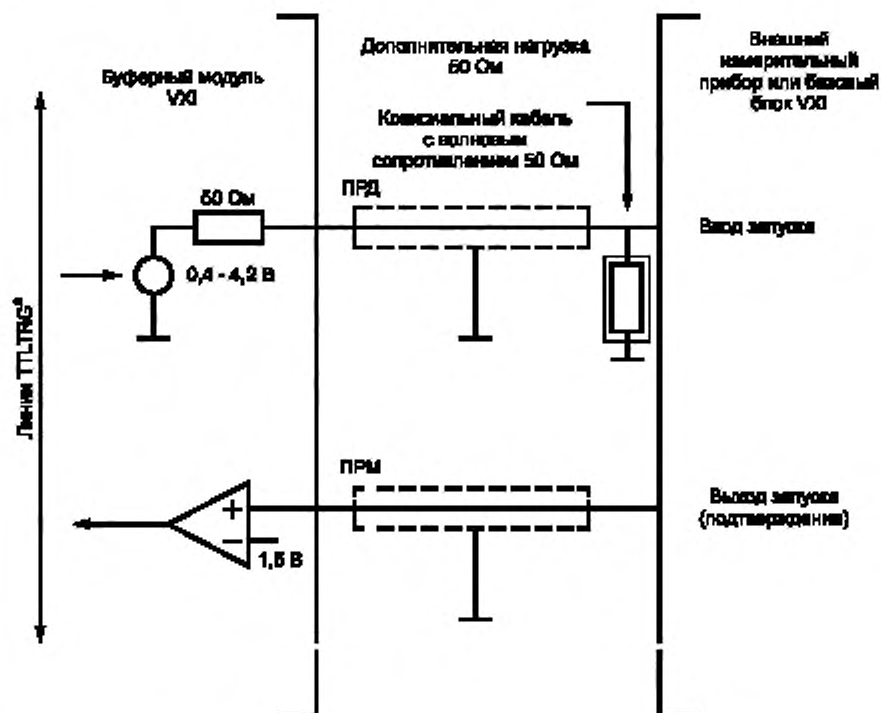 Дополнительная нагрузка
50 Ом
Внешний
измерительный
прибор или базовый
блок VXI
Буферный модуль
VXI
Коаксиальный кабель
с волновым
сопротивлением 50 Ом
ПРД
50 Ом
Вход запуска
0,4 - 4,2 В
Линии TTLTRG*
ПРМ
+
–
1,5 В
Выход запуска
(подтверждения)